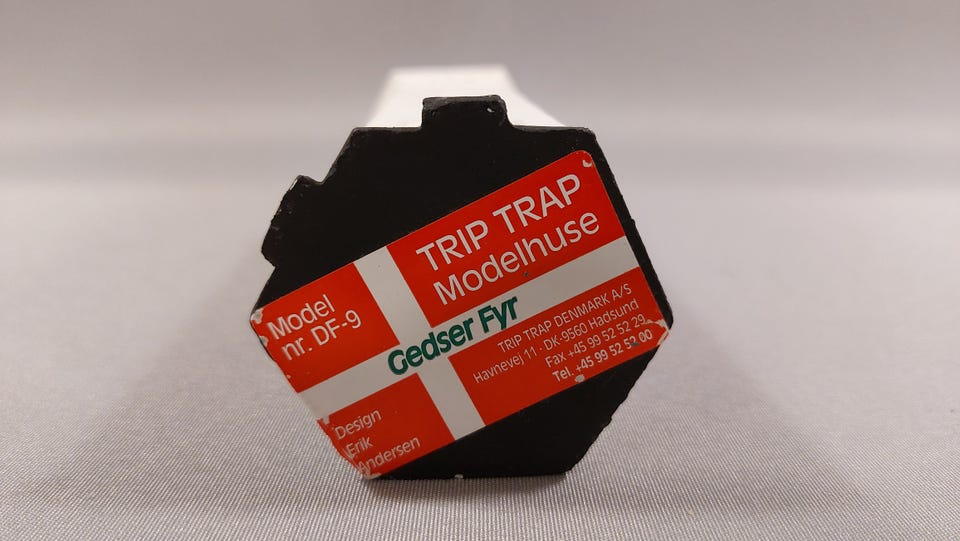 TRIP TRAP
Modelhuse
Model
nr. DF-9
Gedser Fyr
TRIP TRAP DENMARK A/S
Havnevej 11 - DK-9560 Hadsund
Fax +45 99 52 52 29
Tel. +45 99 52 52 00
Design
Erik
Andersen